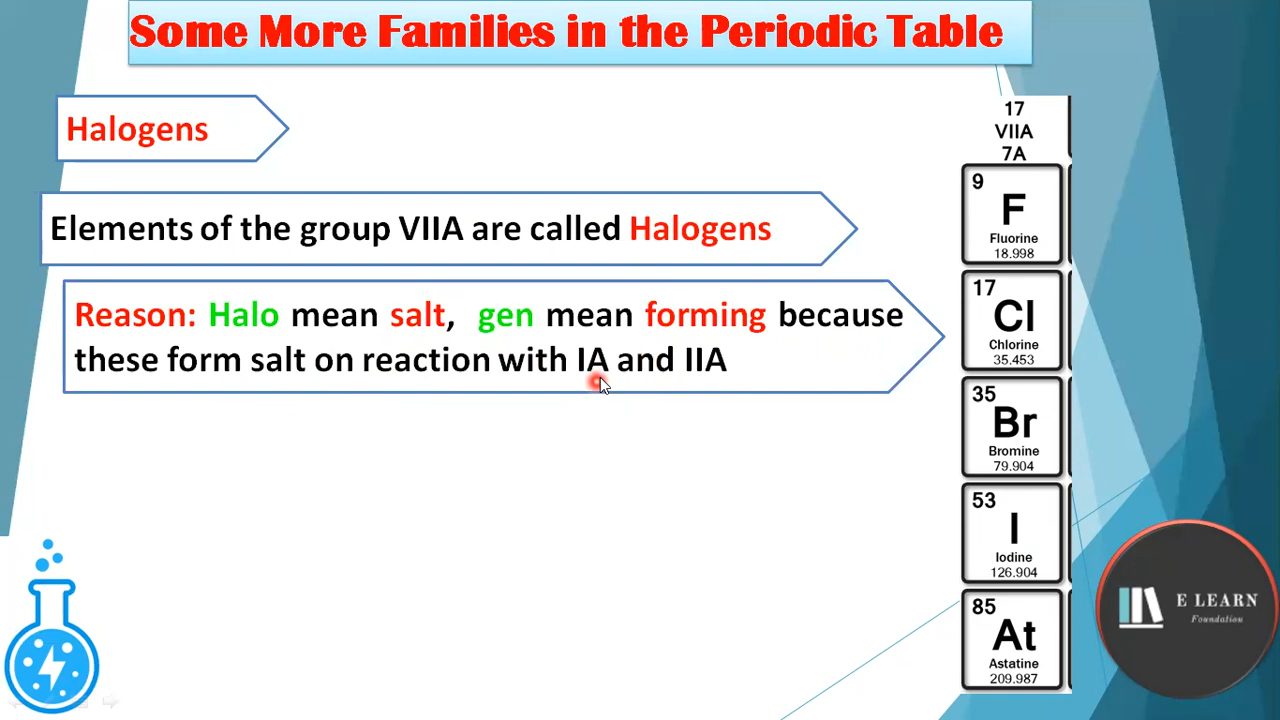 Some More Families in the Periodic Table
Halogens
Elements of the group VIIA are called Halogens
Reason: Halo mean salt, gen mean forming because
these form salt on reaction with IA and IIA
17
VIIA
7A
9
F
Fluorine
18.998
17
Cl
Chlorine
35.453
35
Br
Bromine
79.904
53
I
Iodine
126.904
85
At
Astatine
209.987
E LEARN
Foundation